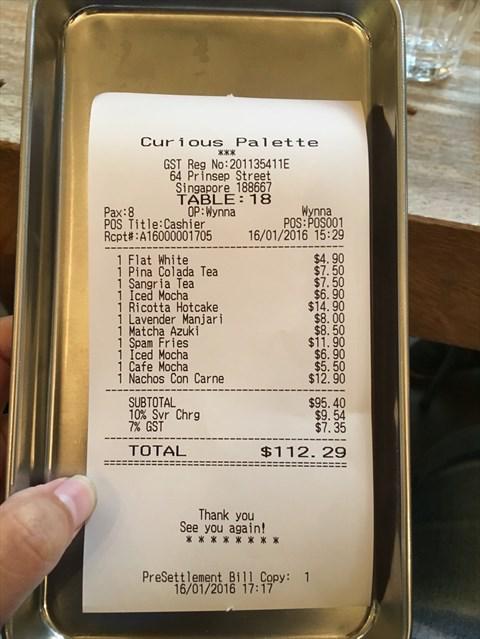 Curious Palette
***
GST Reg No:201135411E
64 Prinsep Street
Singapore 188667
TABLE: 18
Pax:8 OP:Wynna Wynna
POS Title:Cashier POS:POS001
Rcpt#:A16000001705 16/01/2016 15:29
1 Flat White $4.90
1 Pina Colada Tea $7.50
1 Sangria Tea $7.50
1 Iced Mocha $6.90
1 Ricotta Hotcake $14.90
1 Lavender Manjari $8.00
1 Matcha Azuki $8.50
1 Spam Fries $11.90
1 Iced Mocha $6.90
1 Cafe Mocha $5.50
1 Nachos Con Carne $12.90
SUBTOTAL $95.40
10% Svr Chrg $9.54
7% GST $7.35
TOTAL $112.29
Thank you
See you again!
* * * * * * * *
PreSettlement Bill Copy: 1
16/01/2016 17:17